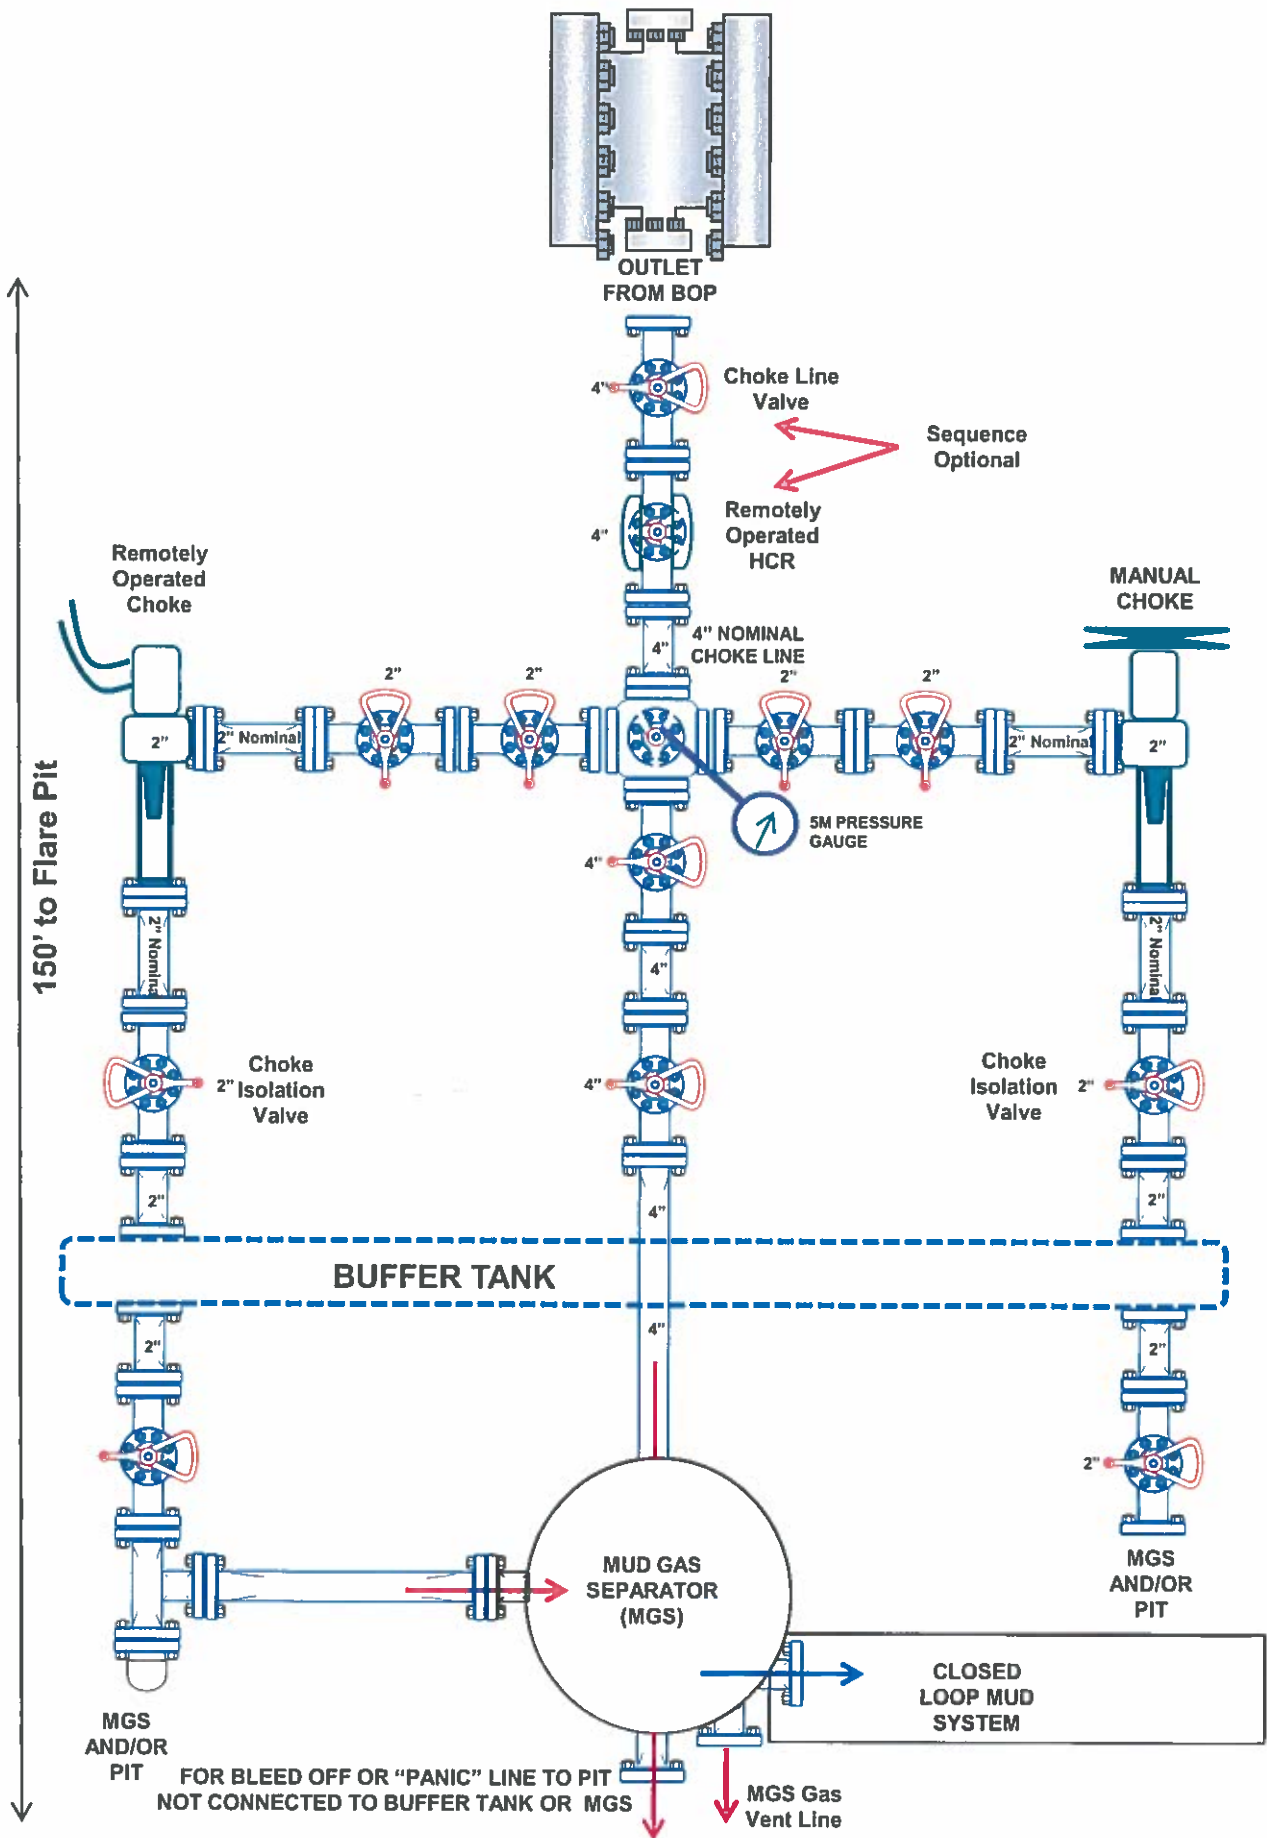 OUTLET
FROM BOP
4"
Choke Line
Valve
Sequence
Optional
4"
Remotely
Operated
HCR
Remotely
Operated
Choke
MANUAL
CHOKE
4"
4" NOMINAL
CHOKE LINE
2"
2"
2"
2"
2"
2" Nominal
2" Nominal
2"
5M PRESSURE
GAUGE
4"
150' to Flare Pit
2" Nominal
4"
2" Nominal
2"
Choke
Isolation
Valve
4"
Choke
Isolation
Valve
2"
2"
4"
2"
BUFFER TANK
2"
4"
2"
2"
MUD GAS
SEPARATOR
(MGS)
MGS
AND/OR
PIT
CLOSED
LOOP MUD
SYSTEM
MGS
AND/OR
PIT
FOR BLEED OFF OR "PANIC" LINE TO PIT
NOT CONNECTED TO BUFFER TANK OR MGS
MGS Gas
Vent Line